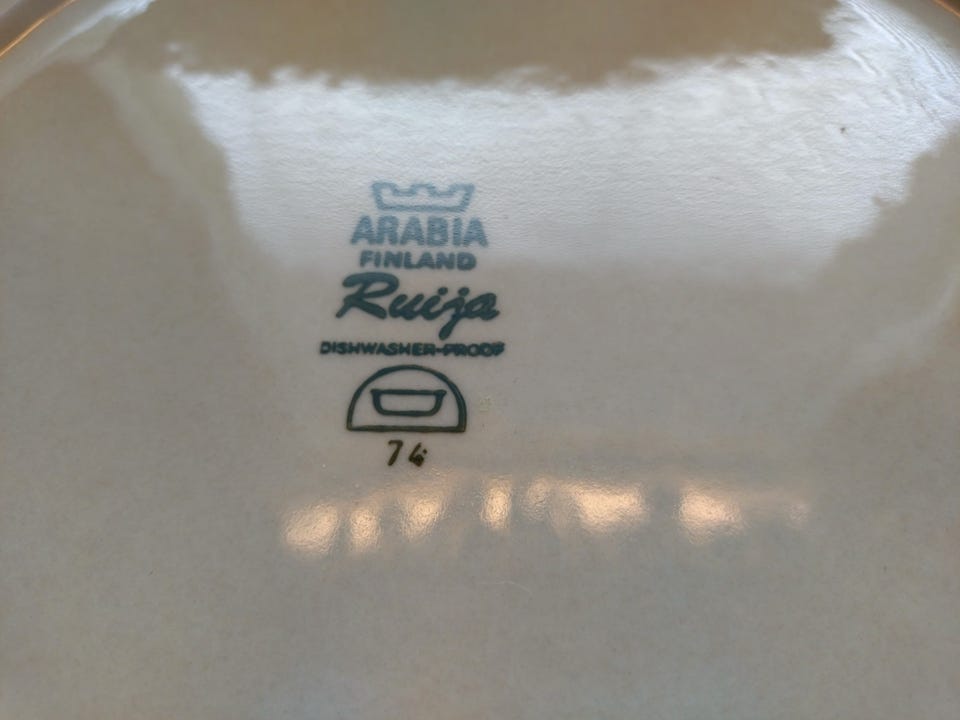 ARABIA
FINLAND
Ruija
DISHWASHER-PROOF
74